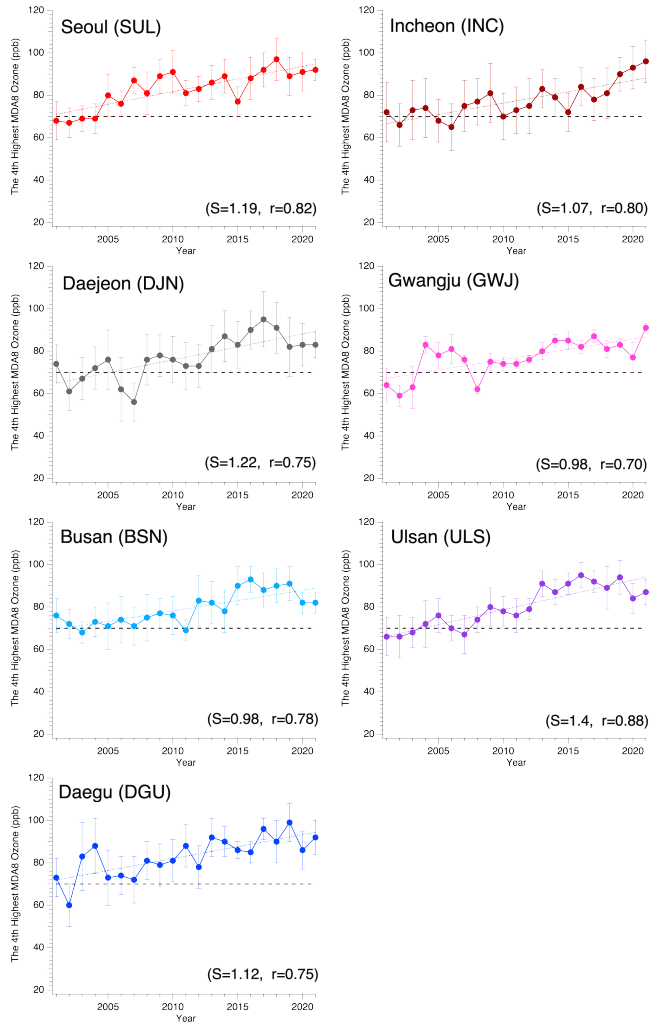 Seoul (SUL)
The 4th Highest MDA8 Ozone (ppb)
120
100
80
60
40
20
(S=1.19, r=0.82)
2005
2010
2015
2020
Year
Incheon (INC)
The 4th Highest MDA8 Ozone (ppb)
120
100
80
60
40
20
(S=1.07, r=0.80)
2005
2010
2015
2020
Year
Daejeon (DJN)
The 4th Highest MDA8 Ozone (ppb)
120
100
80
60
40
20
(S=1.22, r=0.75)
2005
2010
2015
2020
Year
Gwangju (GWJ)
The 4th Highest MDA8 Ozone (ppb)
120
100
80
60
40
20
(S=0.98, r=0.70)
2005
2010
2015
2020
Year
Busan (BSN)
The 4th Highest MDA8 Ozone (ppb)
120
100
80
60
40
20
(S=0.98, r=0.78)
2005
2010
2015
2020
Year
Ulsan (ULS)
The 4th Highest MDA8 Ozone (ppb)
120
100
80
60
40
20
(S=1.4, r=0.88)
2005
2010
2015
2020
Year
Daegu (DGU)
The 4th Highest MDA8 Ozone (ppb)
120
100
80
60
40
20
(S=1.12, r=0.75)
2005
2010
2015
2020
Year